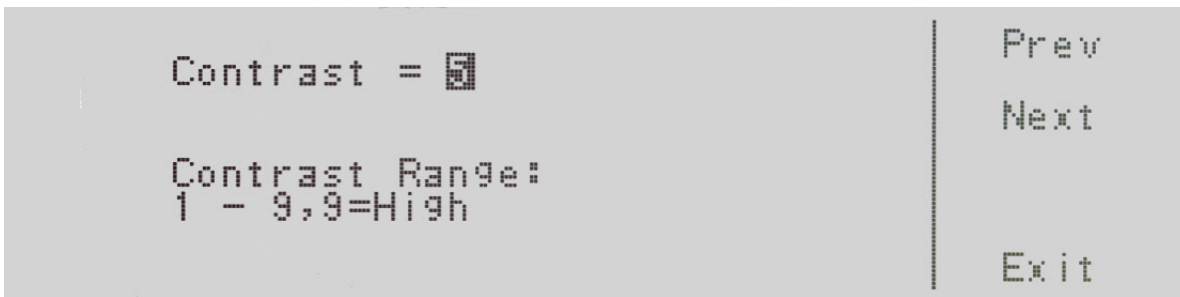 Contrast = 5
Contrast Range:
1 - 9,9=High
Prev
Next
Exit